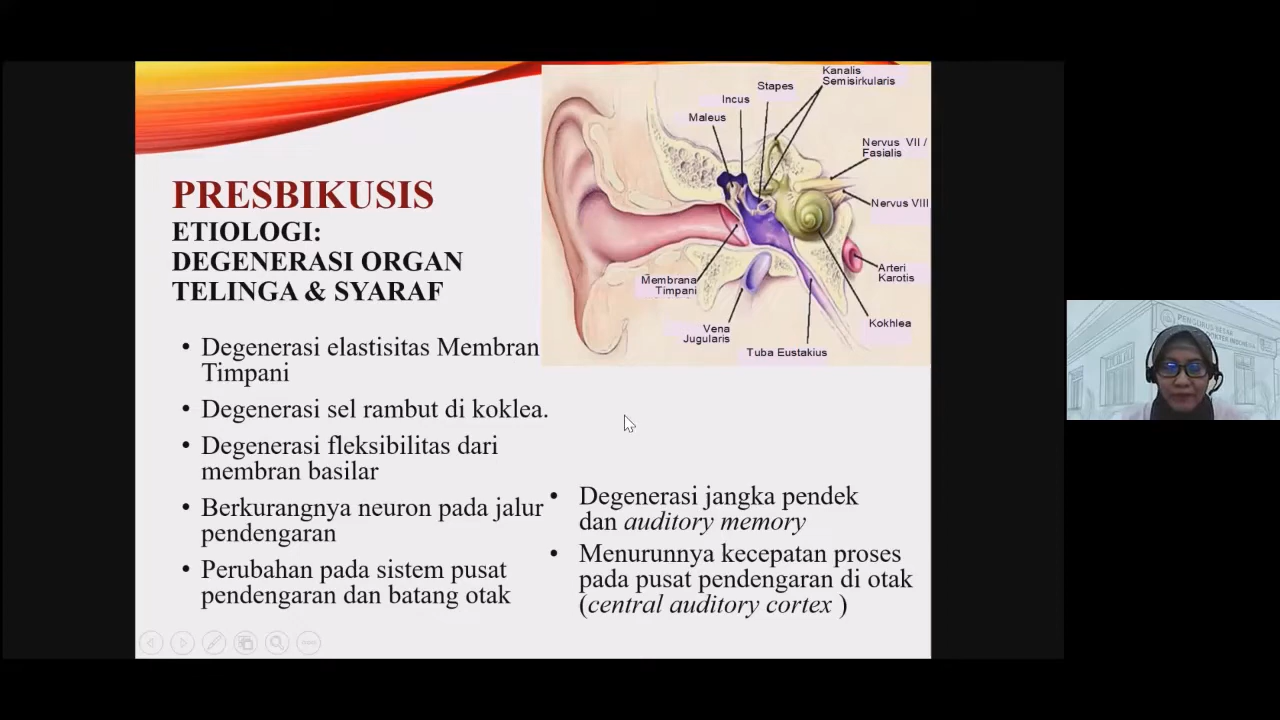 PRESBIKUSIS
ETIOLOGI:
DEGENERASI ORGAN
TELINGA & SYARAF
• Degenerasi elastisitas Membran
Timpani
• Degenerasi sel rambut di koklea.
• Degenerasi fleksibilitas dari
membran basilar
• Berkurangnya neuron pada jalur
pendengaran
• Perubahan pada sistem pusat
pendengaran dan batang otak
Kanalis
Semisirkularis
Stapes
Incus
Maleus
Nervus VII /
Fasialis
Nervus VIII
Arteri
Karotis
Membrana
Timpani
Kokhlea
Vena
Jugularis
Tuba Eustakius
• Degenerasi jangka pendek
dan auditory memory
• Menurunnya kecepatan proses
pada pusat pendengaran di otak
(central auditory cortex )
PENGURUS BESAR
INDONESIA